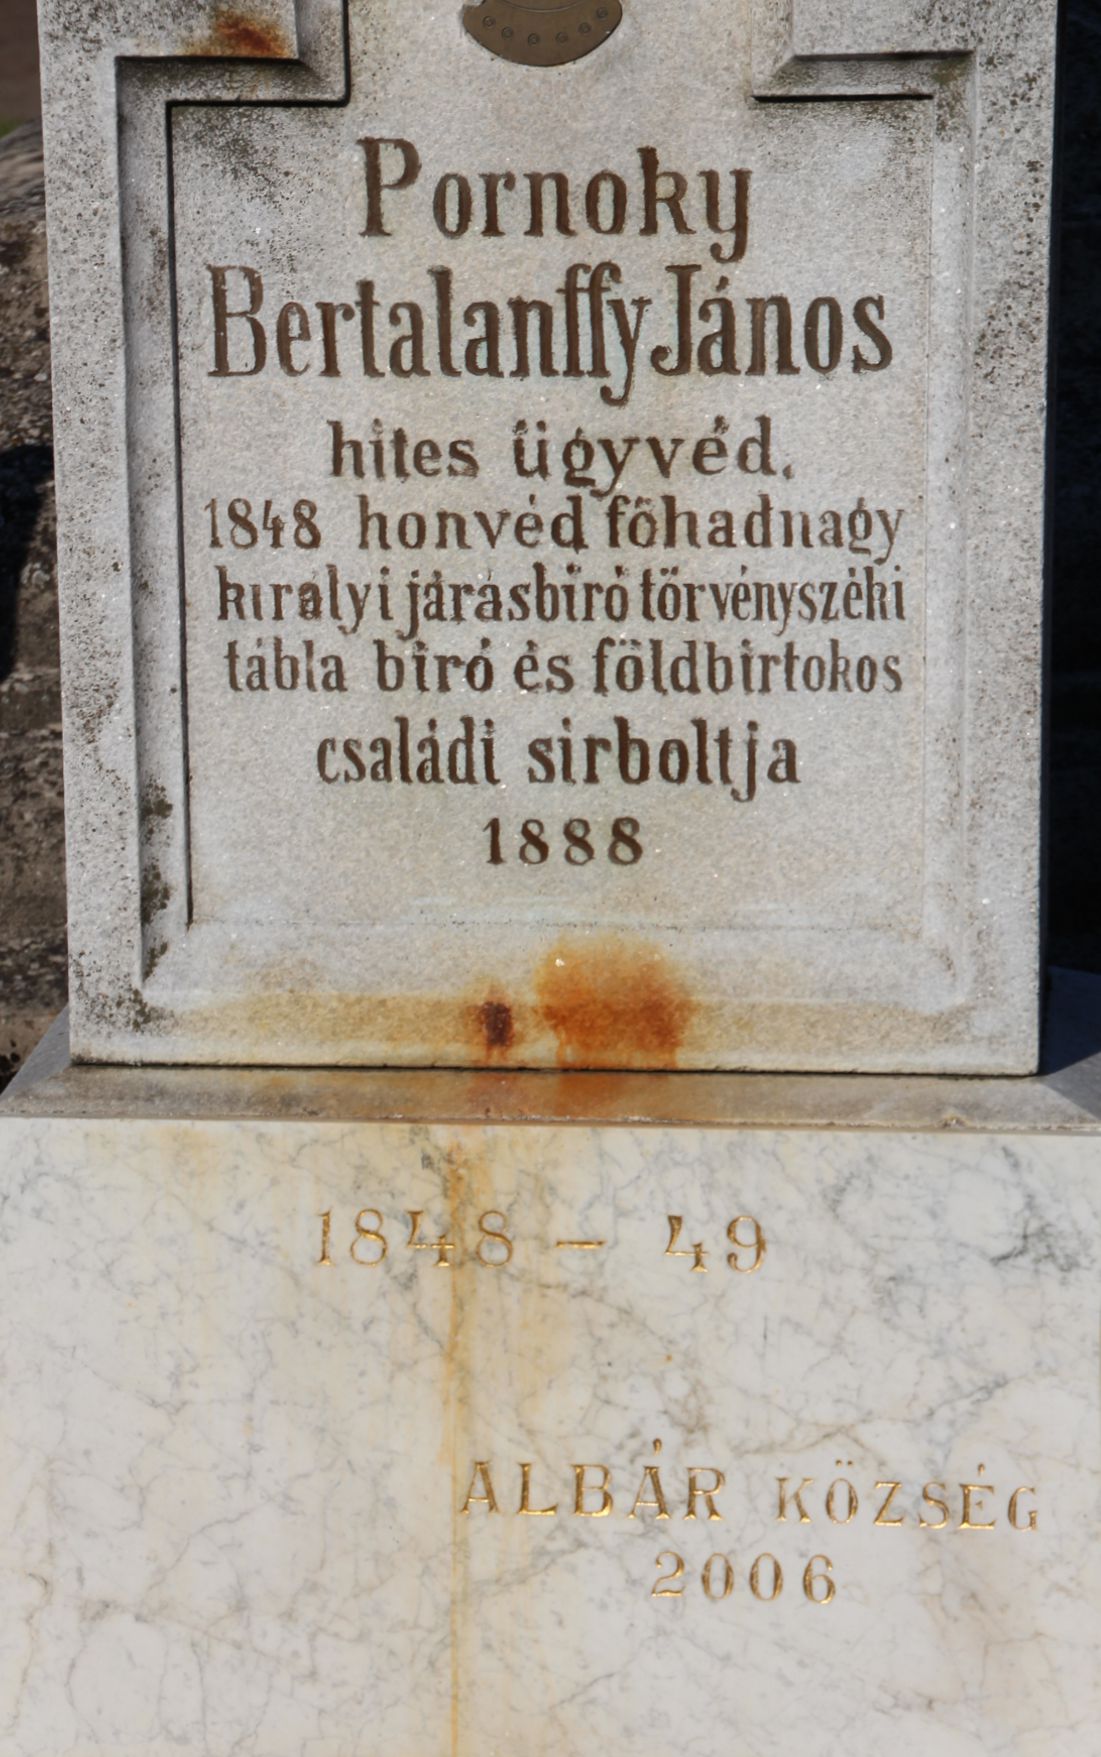 Pornoky
Bertalanffy János
hites ügyvéd.
1848 honvéd főhadnagy
királyi járásbiró törvényszéki
tábla biró és földbirtokos
családi sirboltja
1888
1848 – 49
ALBÁR KÖZSÉG
2006